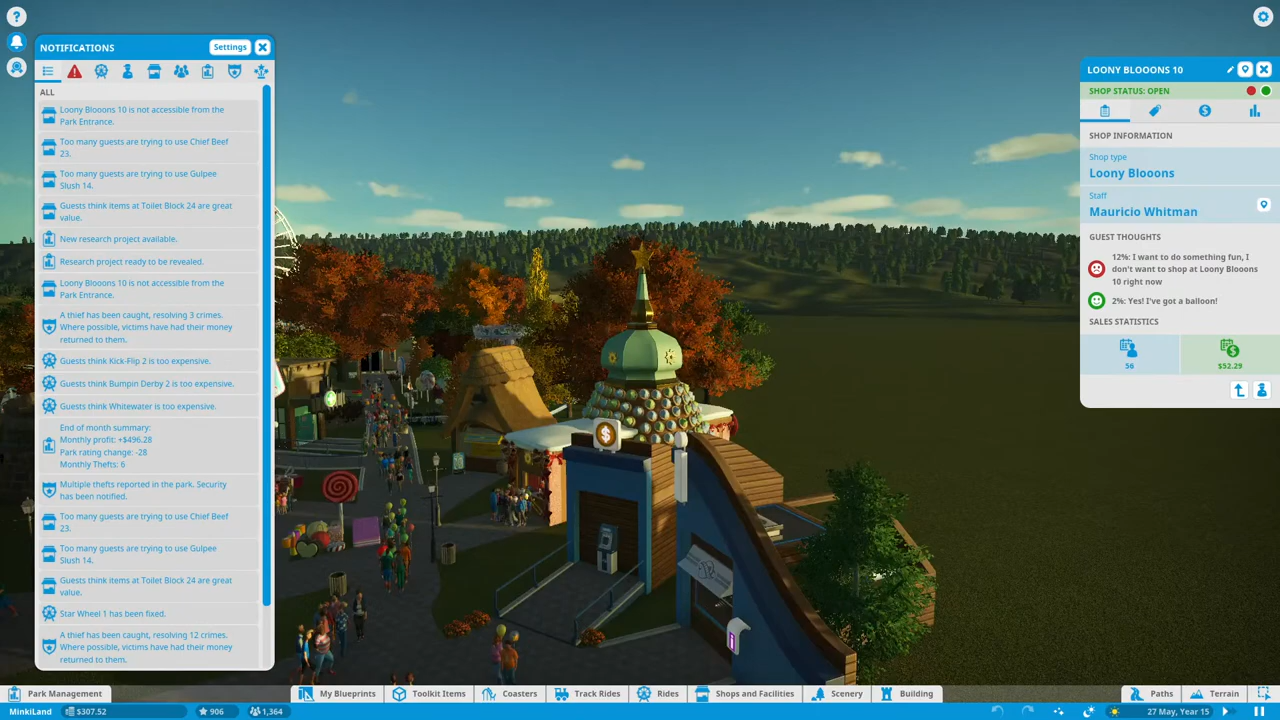 ?
NOTIFICATIONS
Settings
ALL
Loony Blooons 10 is not accessible from the
Park Entrance.
Too many guests are trying to use Chief Beef
23.
Too many guests are trying to use Gulpee
Slush 14.
Guests think items at Toilet Block 24 are great
value.
New research project available.
Research project ready to be revealed.
Loony Blooons 10 is not accessible from the
Park Entrance.
A thief has been caught, resolving 3 crimes.
Where possible, victims have had their money
returned to them.
Guests think Kick-Flip 2 is too expensive.
Guests think Bumpin Derby 2 is too expensive.
Guests think Whitewater is too expensive.
End of month summary:
Monthly profit: +$496.28
Park rating change: -28
Monthly Thefts: 6
Multiple thefts reported in the park. Security
has been notified.
Too many guests are trying to use Chief Beef
23.
Too many guests are trying to use Gulpee
Slush 14.
Guests think items at Toilet Block 24 are great
value.
Star Wheel 1 has been fixed.
A thief has been caught, resolving 12 crimes.
Where possible, victims have had their money
returned to them.
$
i
LOONY BLOOONS 10
SHOP STATUS: OPEN
SHOP INFORMATION
Shop type
Loony Blooons
Staff
Mauricio Whitman
GUEST THOUGHTS
12%: I want to do something fun, I
don't want to shop at Loony Blooons
10 right now
2%: Yes! I've got a balloon!
SALES STATISTICS
56
$52.29
Park Management
My Blueprints
Toolkit Items
Coasters
Track Rides
Rides
Shops and Facilities
Scenery
Building
Paths
Terrain
MinkiLand
$307.52
906
1,364
27 May, Year 15